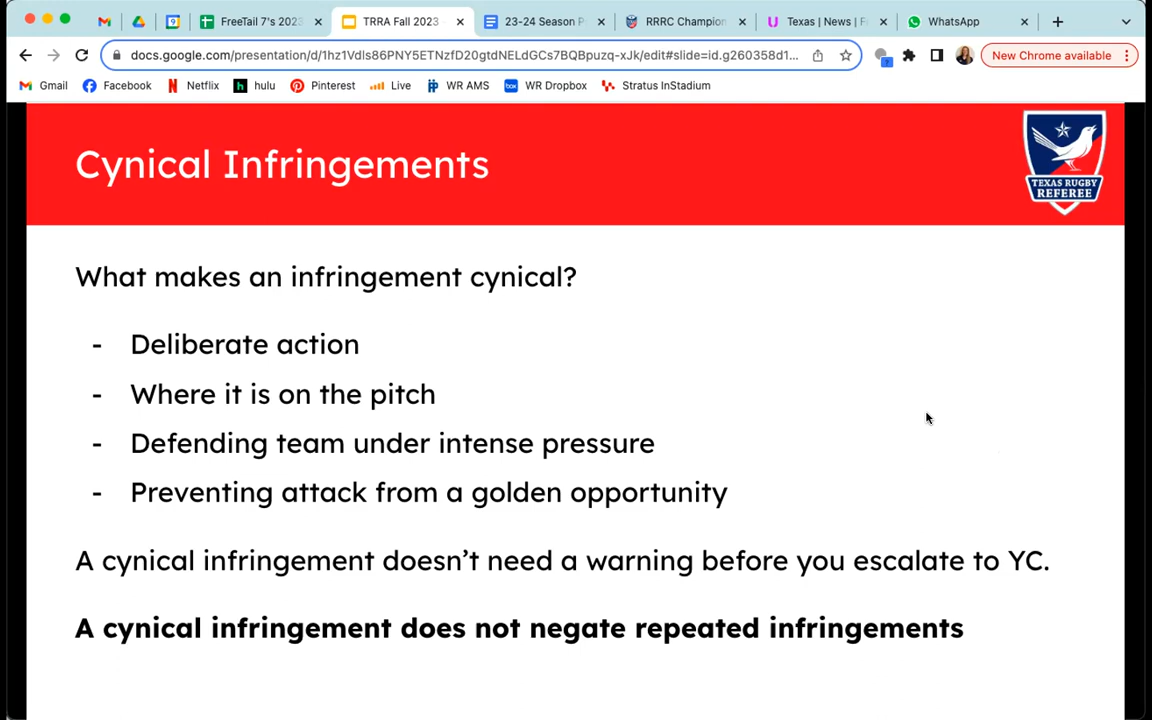 FreeTail 7's 2023
TRRA Fall 2023
23-24 Season P
RRRC Champion
Texas | News | F
WhatsApp
docs.google.com/presentation/d/1hz1Vdls86PNY5ETNzfD20gtdNELdGCs7BQBpuzq-xJk/edit#slide=id.g260358d1...
New Chrome available
Gmail
Facebook
Netflix
hulu
Pinterest
Live
WR AMS
WR Dropbox
Stratus InStadium
Cynical Infringements
TEXAS RUGBY
REFEREE
What makes an infringement cynical?
- Deliberate action
- Where it is on the pitch
- Defending team under intense pressure
- Preventing attack from a golden opportunity
A cynical infringement doesn't need a warning before you escalate to YC.
A cynical infringement does not negate repeated infringements